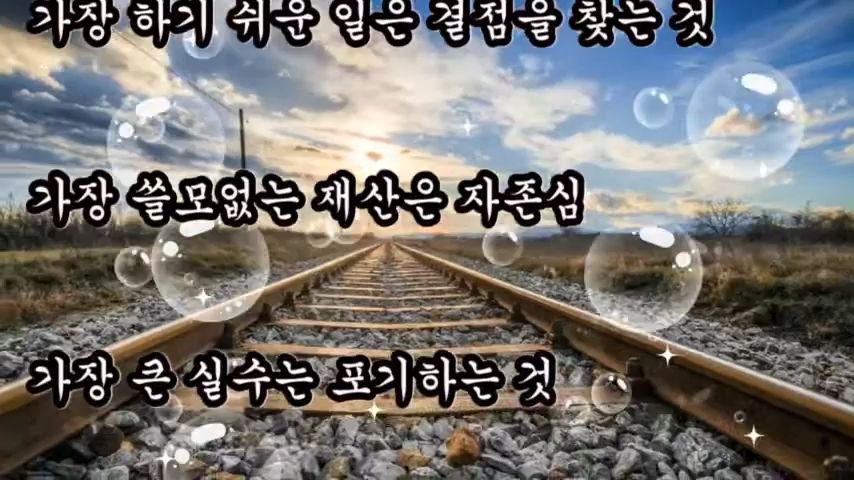 가장 하기 쉬운 일은 결점을 찾는 것
가장 쓸모없는 재산은 자존심
가장 큰 실수는 포기하는 것